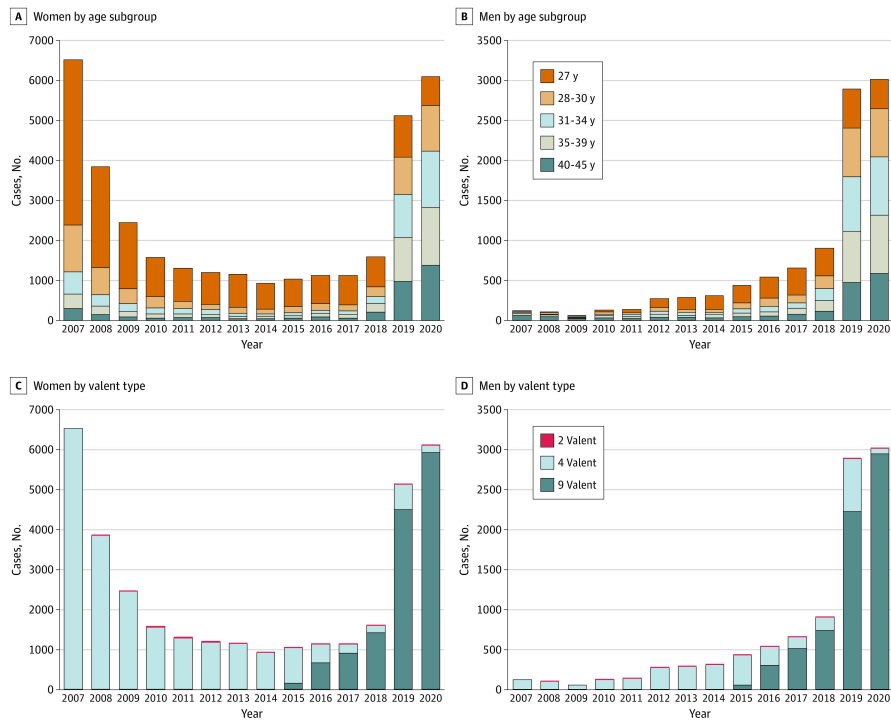 A Women by age subgroup
7000
6000
5000
4000
3000
2000
1000
0
Cases, No.
2007 2008 2009 2010 2011 2012 2013 2014 2015 2016 2017 2018 2019 2020
Year
B Men by age subgroup
3500
3000
2500
2000
1500
1000
500
0
Cases, No.
27 y
28-30 y
31-34 y
35-39 y
40-45 y
2007 2008 2009 2010 2011 2012 2013 2014 2015 2016 2017 2018 2019 2020
Year
C Women by valent type
7000
6000
5000
4000
3000
2000
1000
0
Cases, No.
2007 2008 2009 2010 2011 2012 2013 2014 2015 2016 2017 2018 2019 2020
Year
D Men by valent type
3500
3000
2500
2000
1500
1000
500
0
Cases, No.
2 Valent
4 Valent
9 Valent
2007 2008 2009 2010 2011 2012 2013 2014 2015 2016 2017 2018 2019 2020
Year